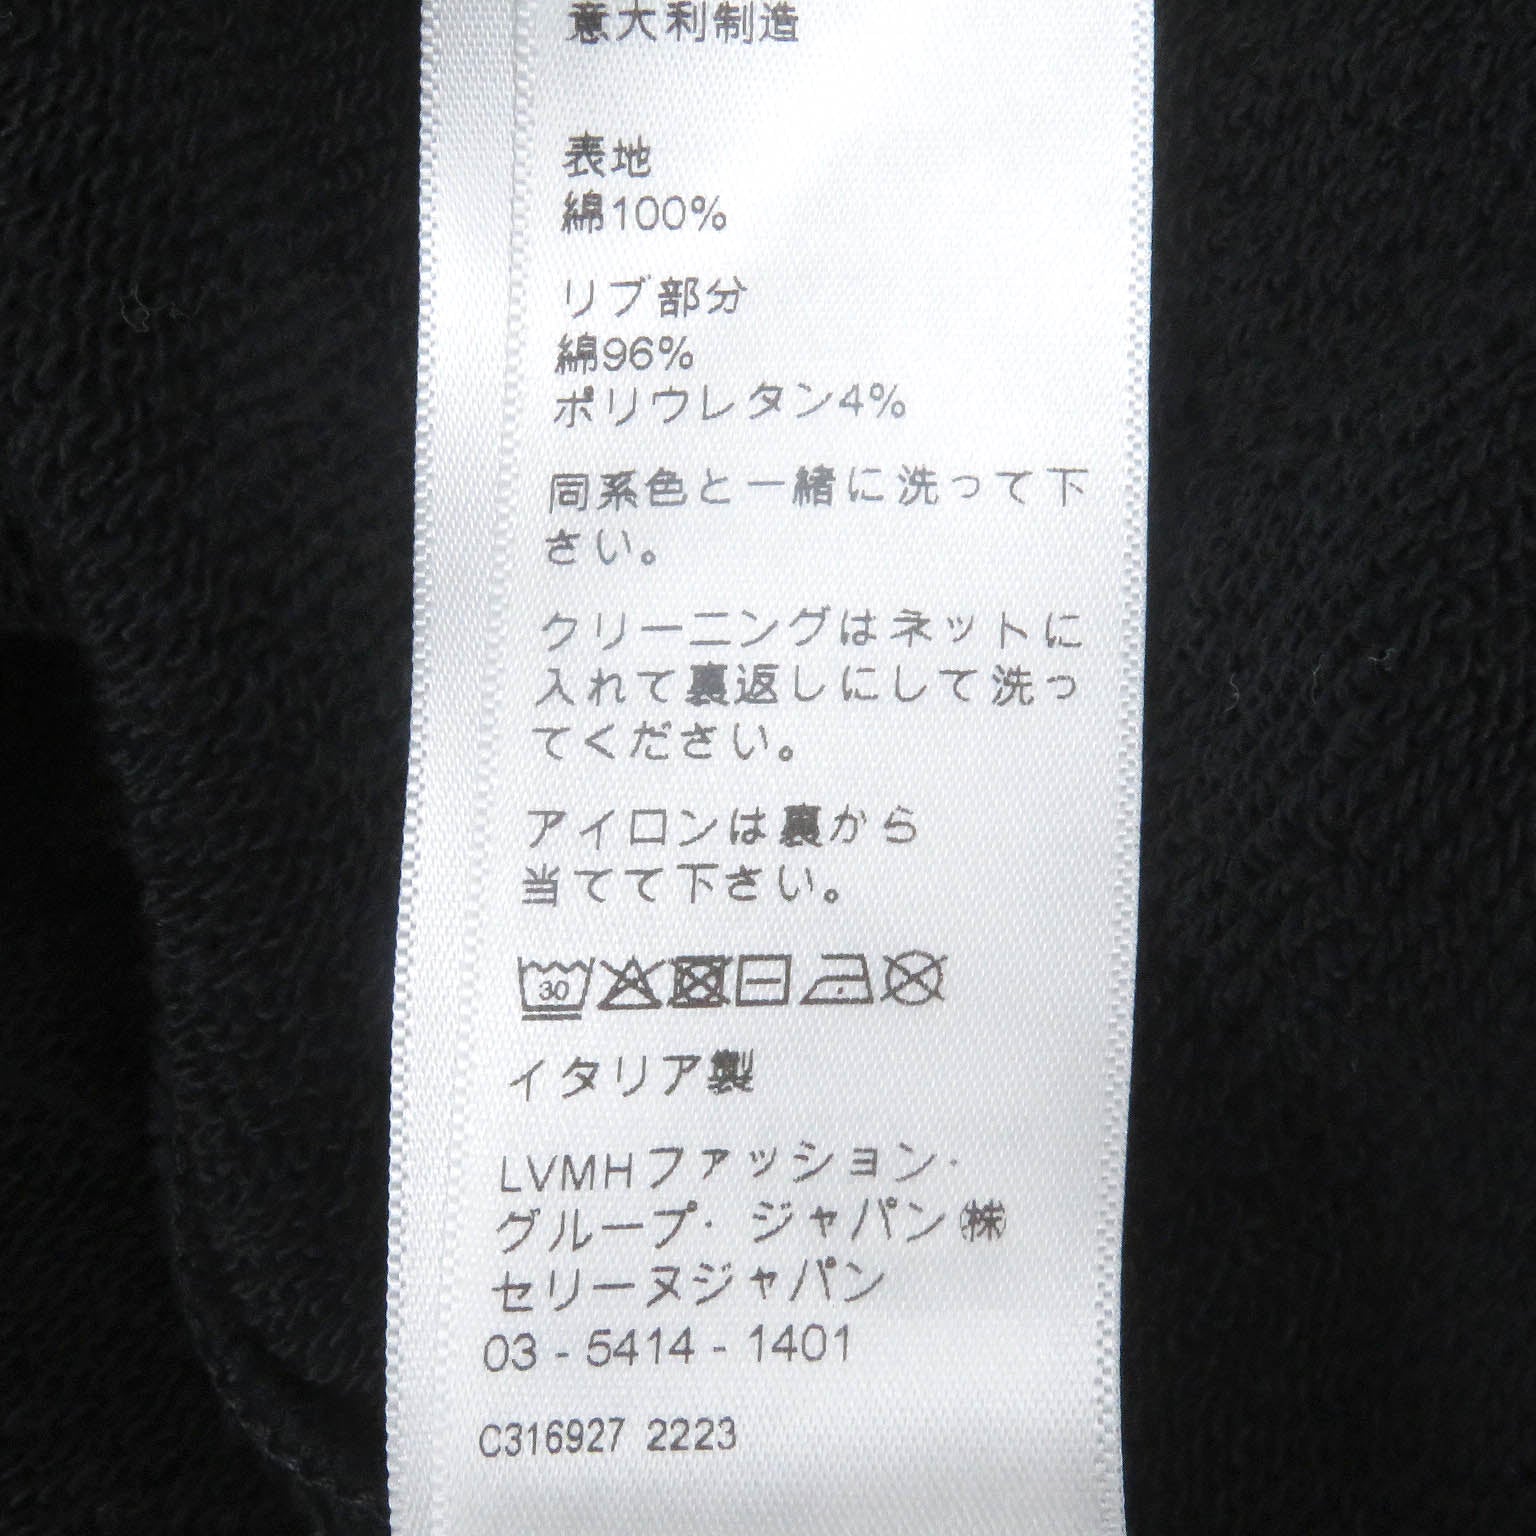 意大利制造
表地
綿100%
リブ部分
綿96%
ポリウレタン4%
同系色と一緒に洗って下
さい。
クリーニングはネットに
入れて裏返しにして洗っ
てください。
アイロンは裏から
当てて下さい。
30
イタリア製
LVMHファッション·
グループ· ジャパン㈱
セリーヌジャパン
03 - 5414 - 1401
C316927 2223